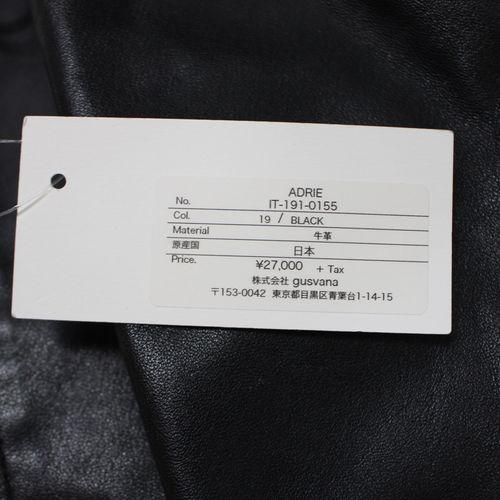 ADRIE
No. IT-191-0155
Col. 19 / BLACK
Material 牛革
原産国 日本
Price. ¥27,000 + Tax
株式会社 gusvana
〒153-0042 東京都目黒区青葉台1-14-15